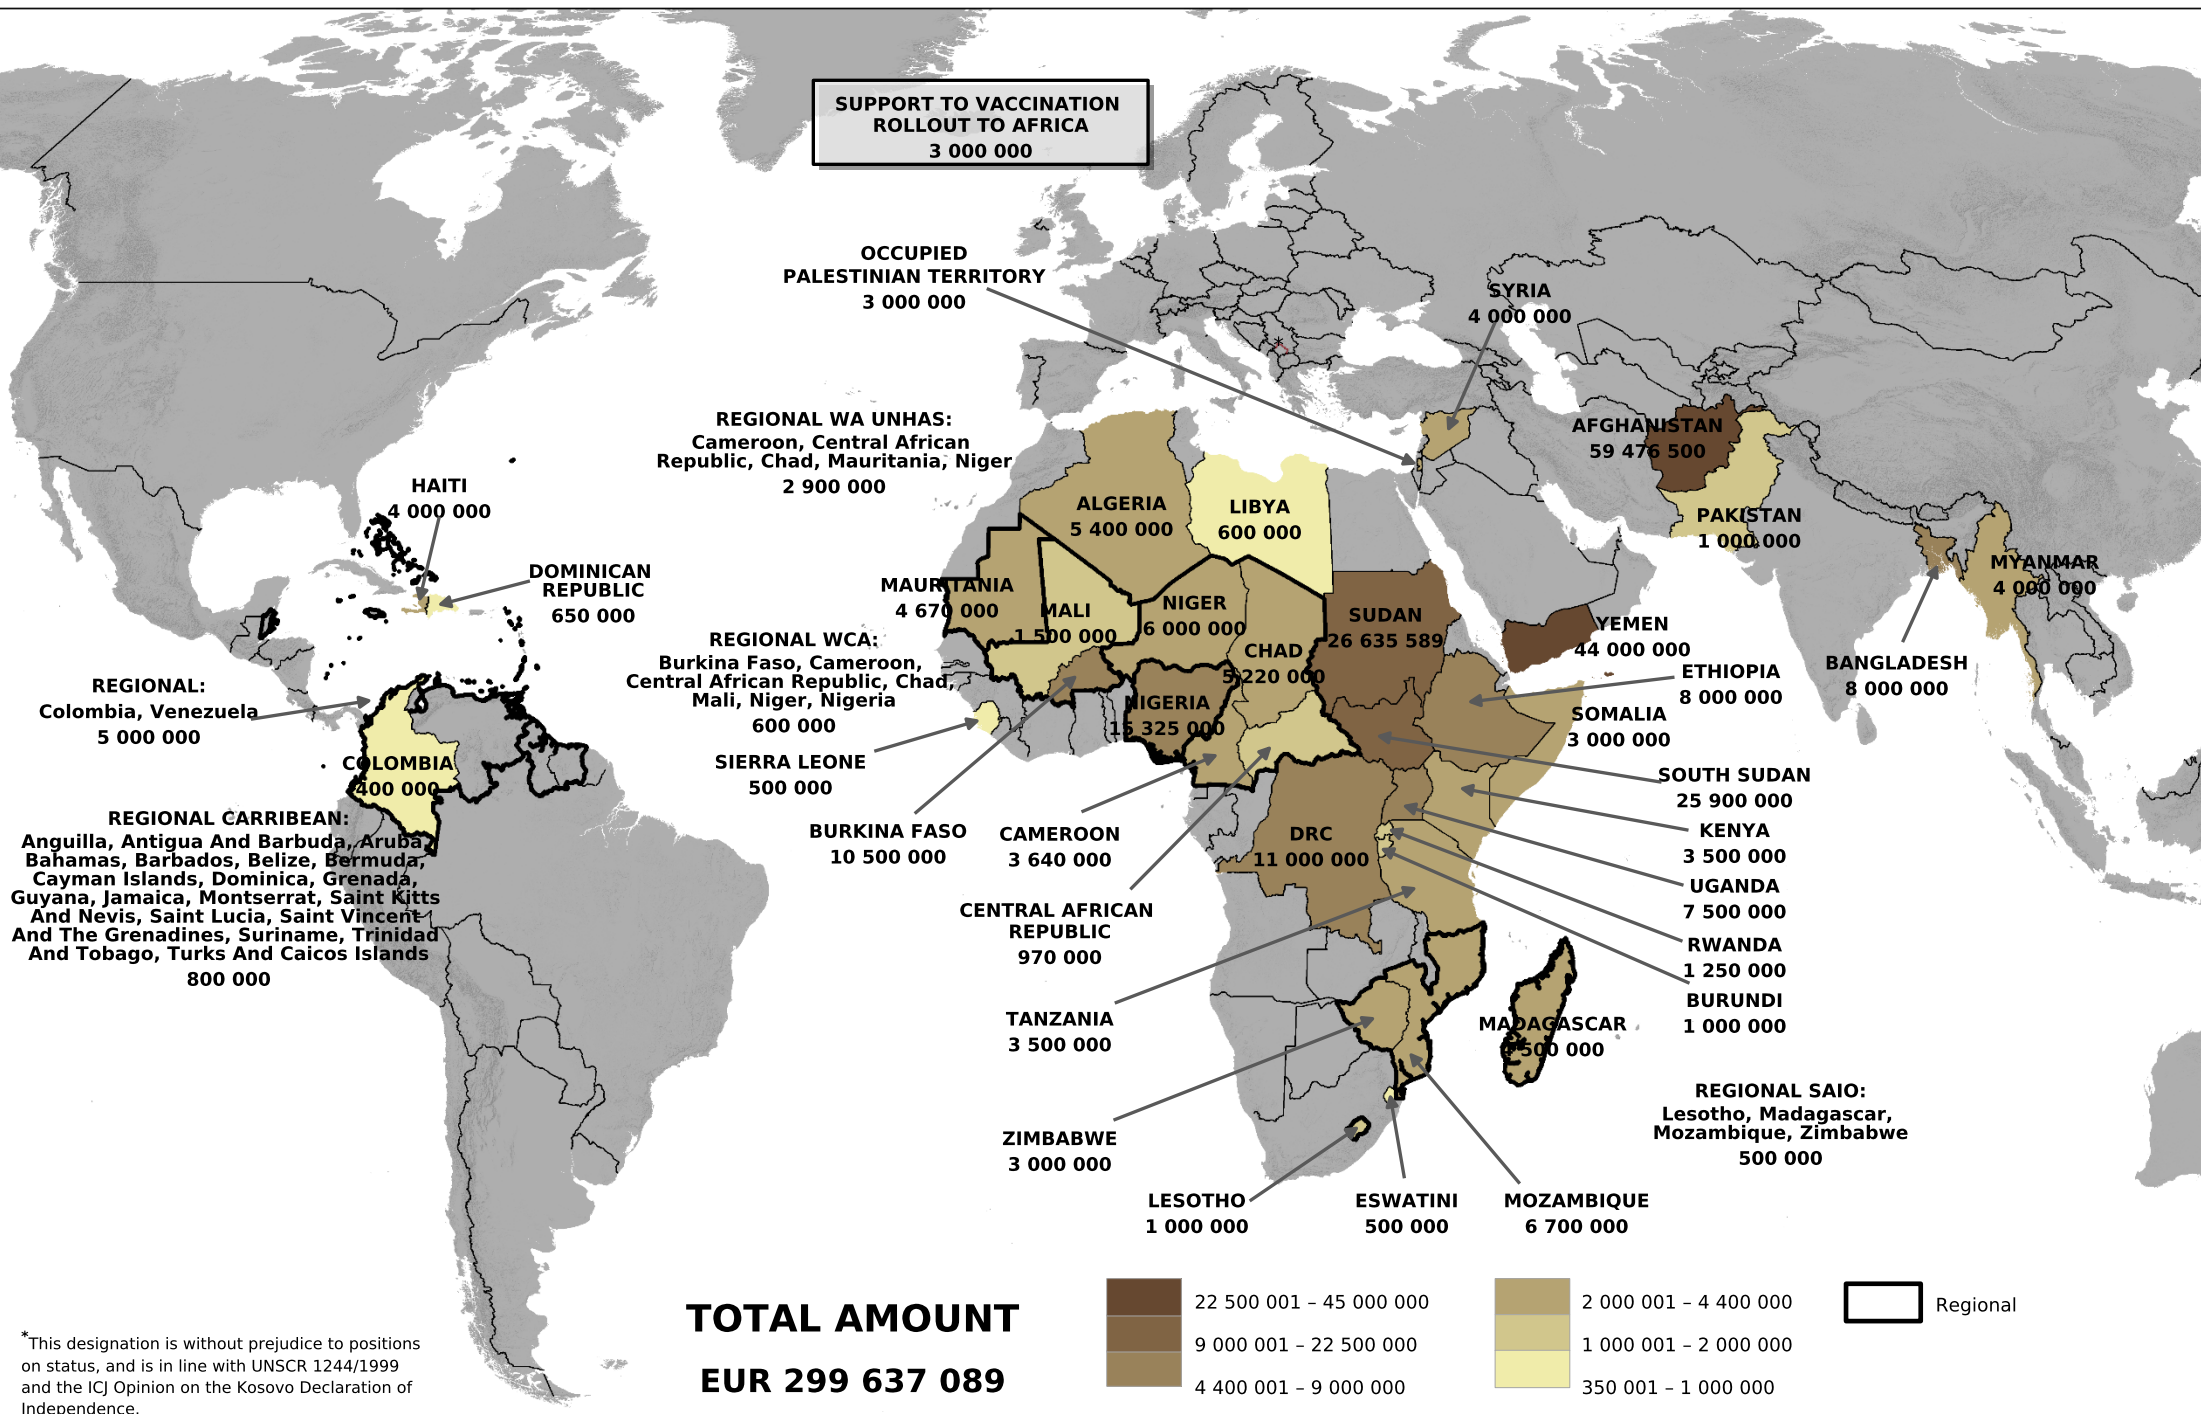 SUPPORT TO VACCINATION
ROLLOUT TO AFRICA
3 000 000
OCCUPIED
PALESTINIAN TERRITORY
3 000 000
SYRIA
4 000 000
*
REGIONAL WA UNHAS:
Cameroon, Central African
Republic, Chad, Mauritania, Niger
2 900 000
AFGHANISTAN
59 476 500
HAITI
4 000 000
ALGERIA
5 400 000
LIBYA
600 000
PAKISTAN
1 000 000
MYANMAR
4 000 000
DOMINICAN
REPUBLIC
650 000
MAURITANIA
4 670 000
MALI
1 500 000
NIGER
6 000 000
SUDAN
26 635 589
YEMEN
44 000 000
REGIONAL WCA:
Burkina Faso, Cameroon,
Central African Republic, Chad,
Mali, Niger, Nigeria
600 000
CHAD
5 220 000
ETHIOPIA
8 000 000
BANGLADESH
8 000 000
REGIONAL:
Colombia, Venezuela
5 000 000
NIGERIA
15 325 000
SOMALIA
3 000 000
COLOMBIA
400 000
SIERRA LEONE
500 000
SOUTH SUDAN
25 900 000
REGIONAL CARRIBEAN:
Anguilla, Antigua And Barbuda, Aruba,
Bahamas, Barbados, Belize, Bermuda,
Cayman Islands, Dominica, Grenada,
Guyana, Jamaica, Montserrat, Saint Kitts
And Nevis, Saint Lucia, Saint Vincent
And The Grenadines, Suriname, Trinidad
And Tobago, Turks And Caicos Islands
800 000
BURKINA FASO
10 500 000
CAMEROON
3 640 000
DRC
11 000 000
KENYA
3 500 000
UGANDA
7 500 000
CENTRAL AFRICAN
REPUBLIC
970 000
RWANDA
1 250 000
BURUNDI
1 000 000
TANZANIA
3 500 000
MADAGASCAR
4 500 000
REGIONAL SAIO:
Lesotho, Madagascar,
Mozambique, Zimbabwe
500 000
ZIMBABWE
3 000 000
LESOTHO
1 000 000
ESWATINI
500 000
MOZAMBIQUE
6 700 000
TOTAL AMOUNT
EUR 299 637 089
22 500 001 – 45 000 000
9 000 001 – 22 500 000
4 400 001 – 9 000 000
2 000 001 – 4 400 000
1 000 001 – 2 000 000
350 001 – 1 000 000
Regional
*This designation is without prejudice to positions
on status, and is in line with UNSCR 1244/1999
and the ICJ Opinion on the Kosovo Declaration of
Independence.